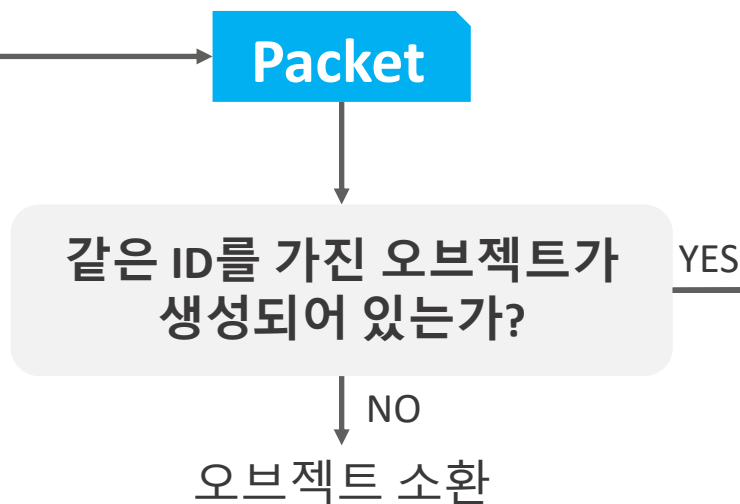 Packet
같은 ID를 가진 오브젝트가
생성되어 있는가?
YES
NO
오브젝트 소환